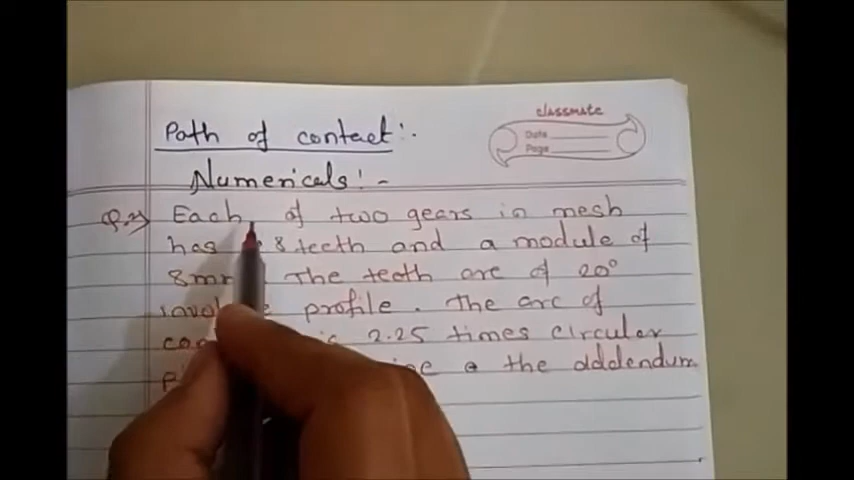 classmate
Date
Page
Path of contact :-
Numericals :-
Q.2) Each of two gears in mesh
has 8 teeth and a module of
8mm The teeth are of 20°
profile. The arc of
2.25 times circular
the addendum